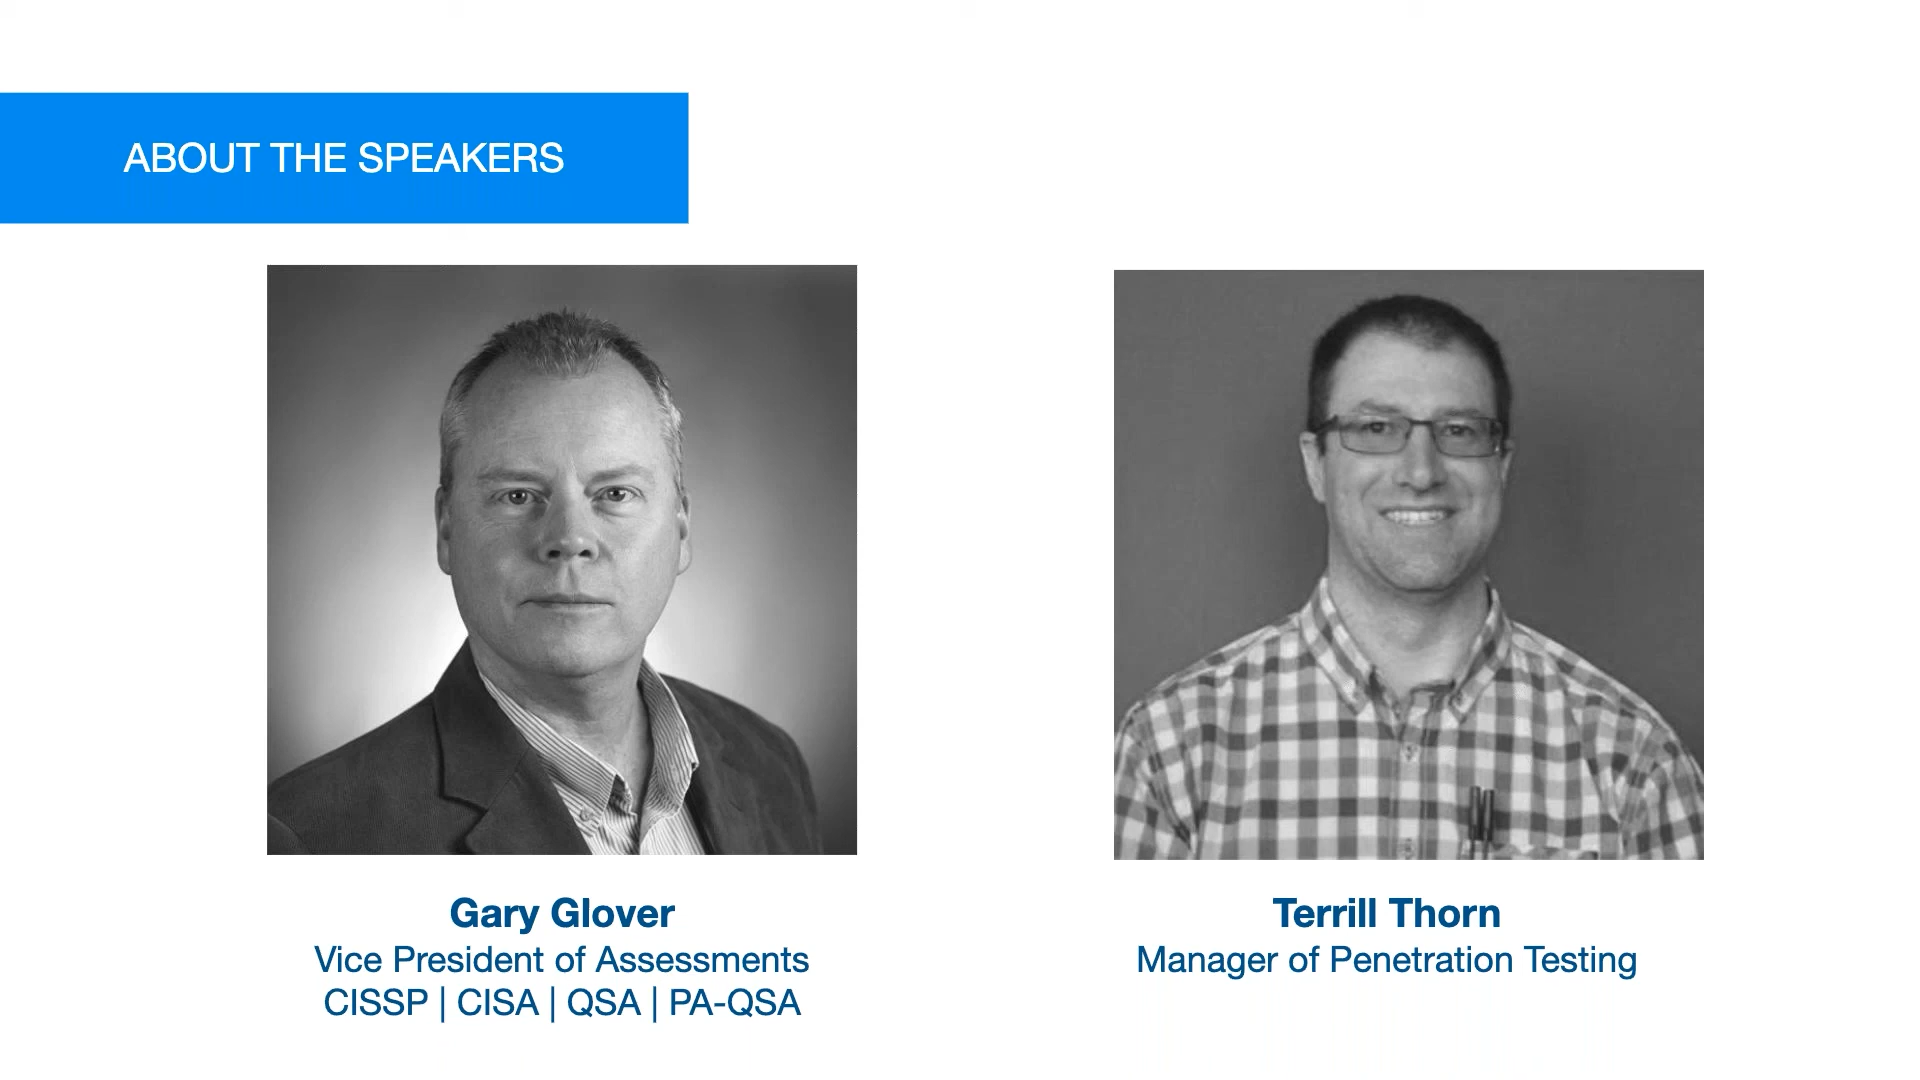 ABOUT THE SPEAKERS
Gary Glover
Vice President of Assessments
CISSP | CISA | QSA | PA-QSA
Terrill Thorn
Manager of Penetration Testing